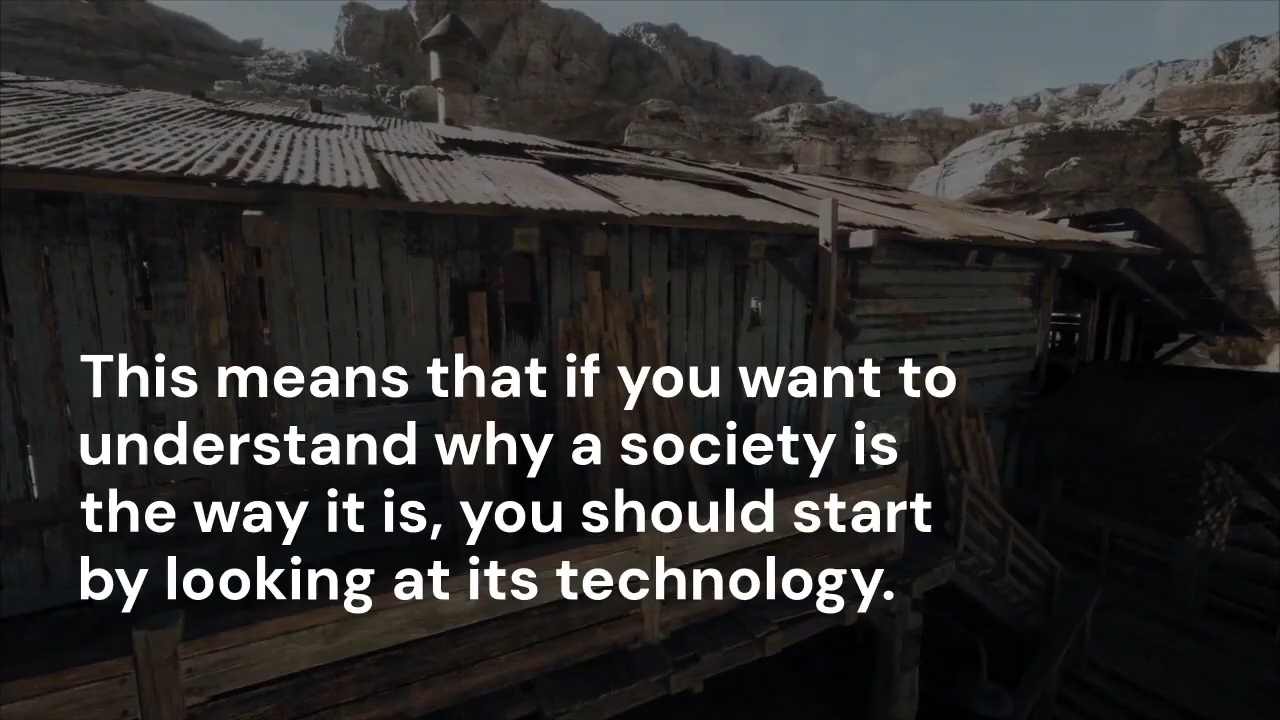 This means that if you want to
understand why a society is
the way it is, you should start
by looking at its technology.